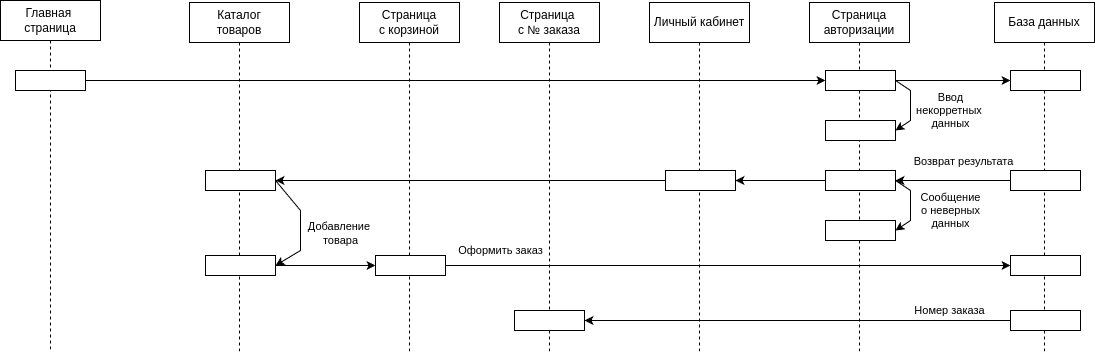 Главная
страница
Каталог
товаров
Страница
с корзиной
Страница
с № заказа
Личный кабинет
Страница
авторизации
База данных
Ввод
некорретных
данных
Возврат результата
Сообщение
о неверных
данных
Добавление
товара
Оформить заказ
Номер заказа